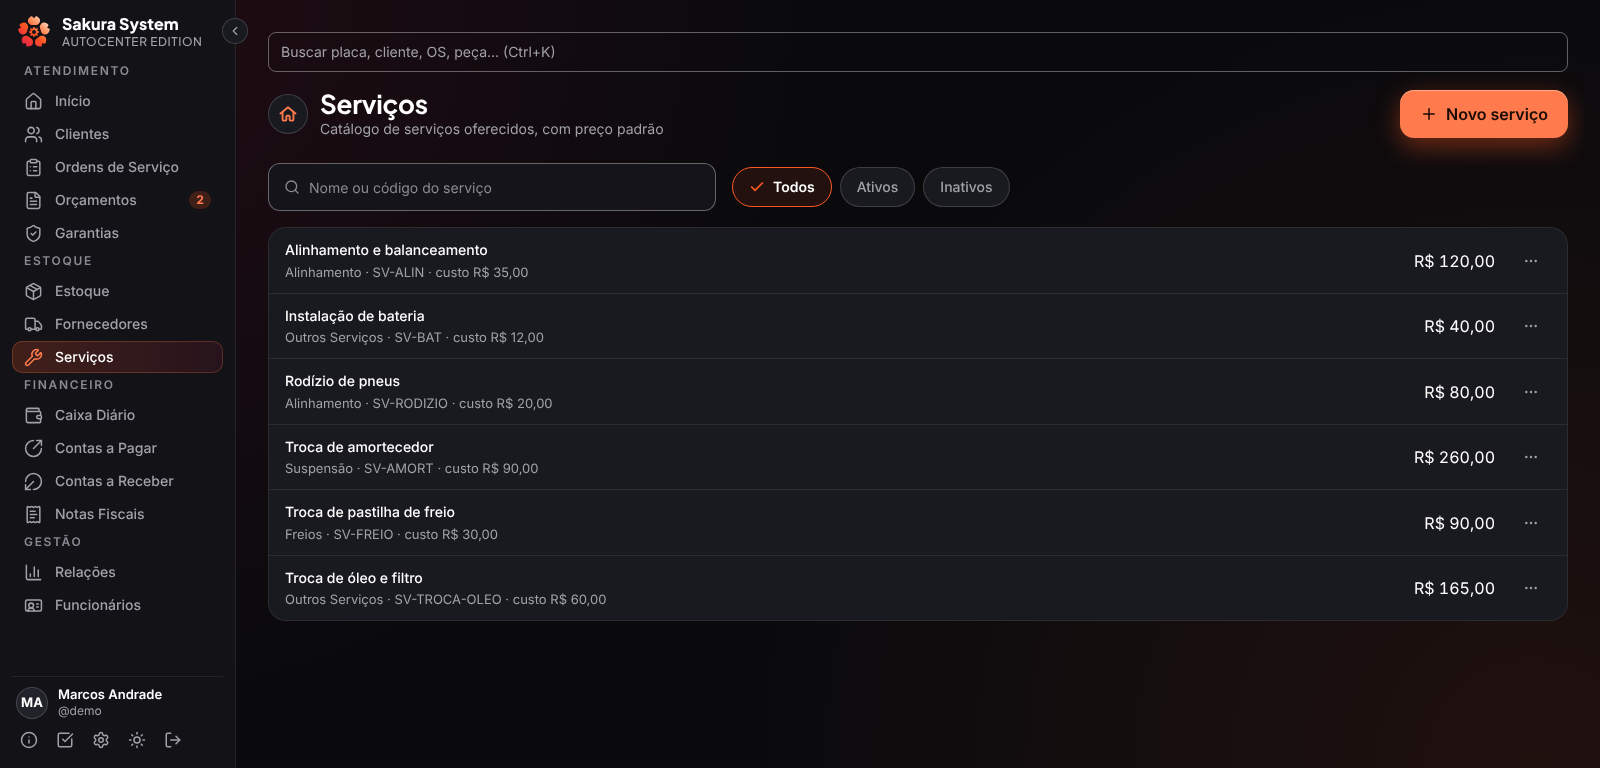 Sakura System
AUTOCENTER EDITION
ATENDIMENTO
Início
Clientes
Ordens de Serviço
Orçamentos 2
Garantias
ESTOQUE
Estoque
Fornecedores
Serviços
FINANCEIRO
Caixa Diário
Contas a Pagar
Contas a Receber
Notas Fiscais
GESTÃO
Relações
Funcionários
MA
Marcos Andrade
@demo
Buscar placa, cliente, OS, peça... (Ctrl+K)
Serviços
Catálogo de serviços oferecidos, com preço padrão
Novo serviço
Nome ou código do serviço
Todos
Ativos
Inativos
Alinhamento e balanceamento
Alinhamento · SV-ALIN · custo R$ 35,00
R$ 120,00
Instalação de bateria
Outros Serviços · SV-BAT · custo R$ 12,00
R$ 40,00
Rodízio de pneus
Alinhamento · SV-RODIZIO · custo R$ 20,00
R$ 80,00
Troca de amortecedor
Suspensão · SV-AMORT · custo R$ 90,00
R$ 260,00
Troca de pastilha de freio
Freios · SV-FREIO · custo R$ 30,00
R$ 90,00
Troca de óleo e filtro
Outros Serviços · SV-TROCA-OLEO · custo R$ 60,00
R$ 165,00